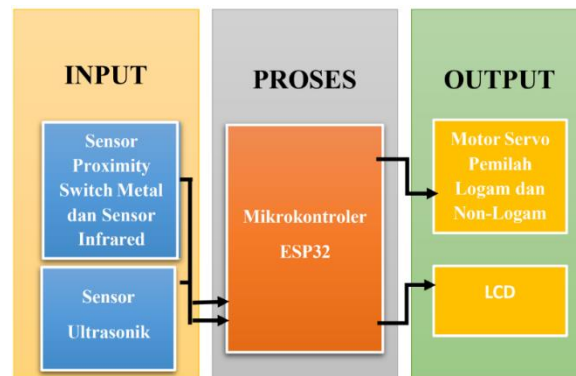 INPUT
Sensor
Proximity
Switch Metal
dan Sensor
Infrared
Sensor
Ultrasonik
PROSES
Mikrokontroler
ESP32
OUTPUT
Motor Servo
Pemilah
Logam dan
Non-Logam
LCD